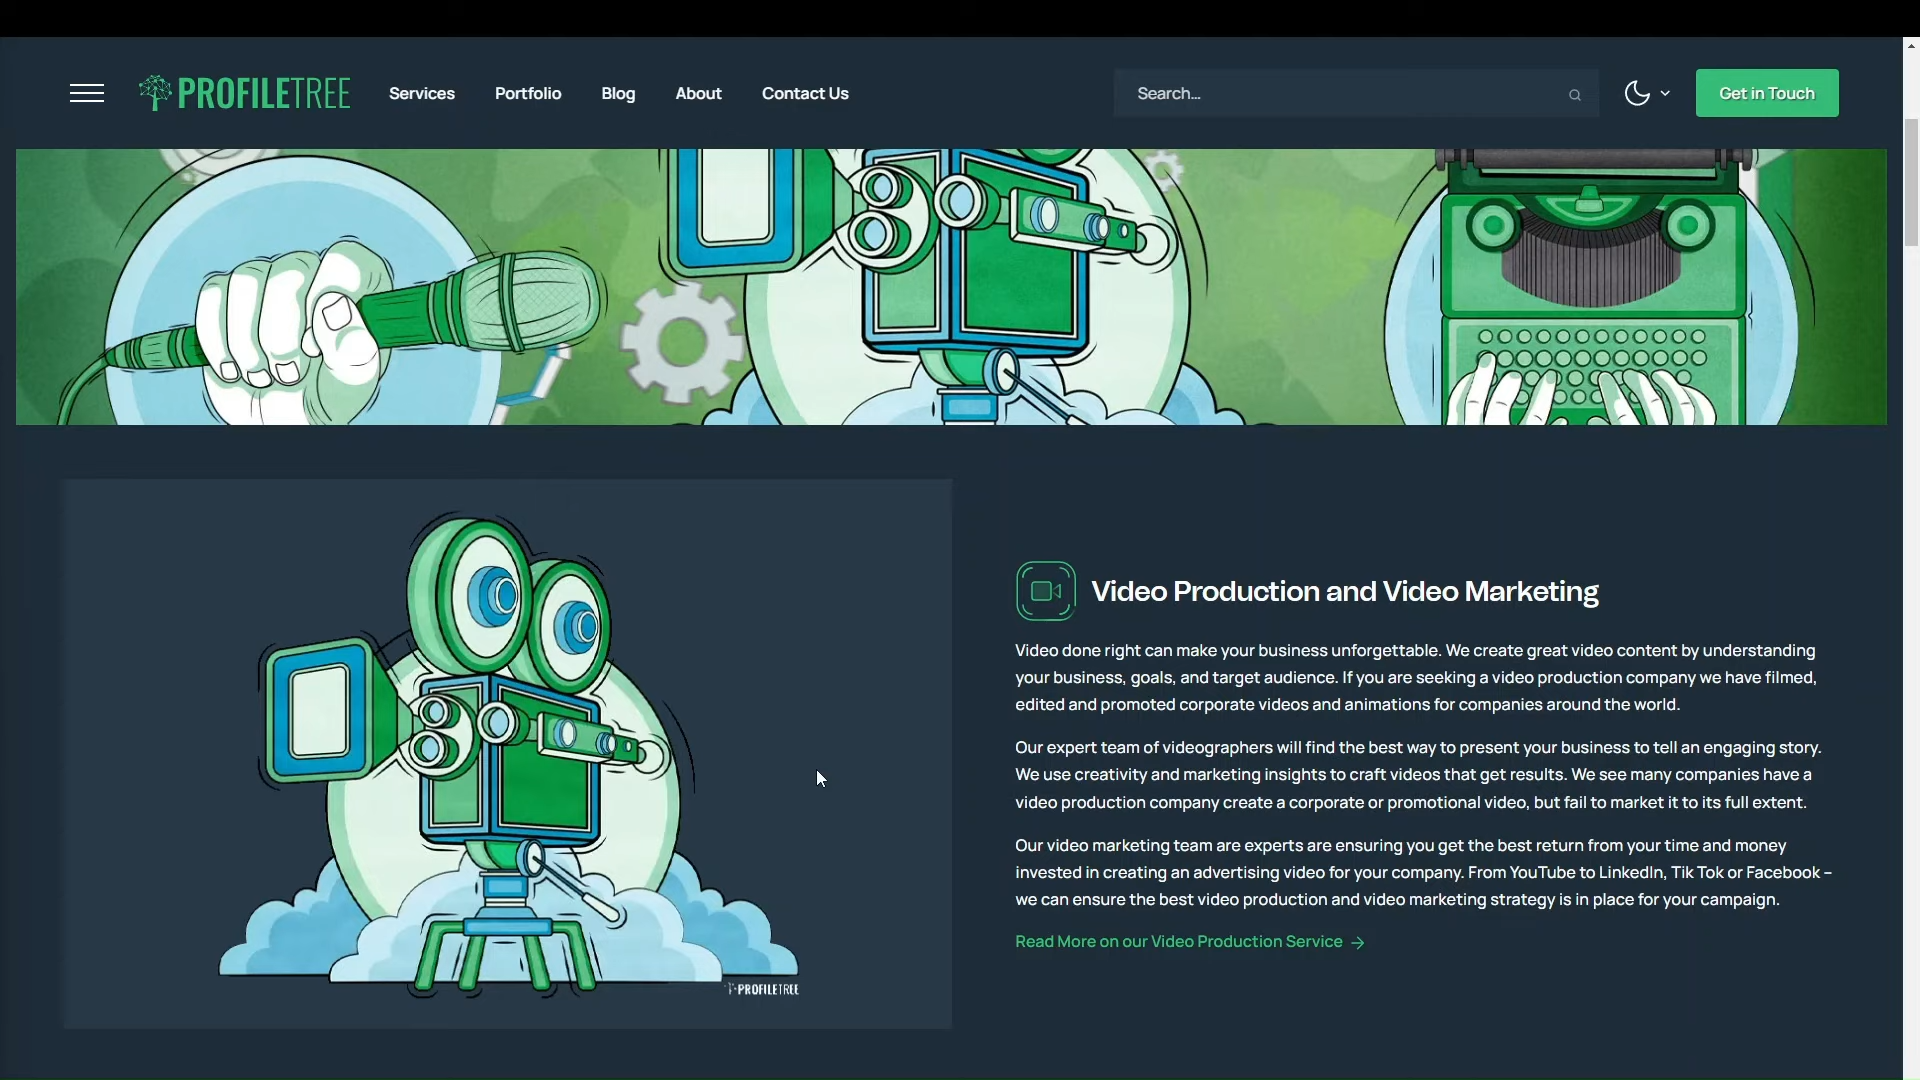 PROFILETREE Services Portfolio Blog About Contact Us Search... Get in Touch
Video Production and Video Marketing
Video done right can make your business unforgettable. We create great video content by understanding
your business, goals, and target audience. If you are seeking a video production company we have filmed,
edited and promoted corporate videos and animations for companies around the world.
Our expert team of videographers will find the best way to present your business to tell an engaging story.
We use creativity and marketing insights to craft videos that get results. We see many companies have a
video production company create a corporate or promotional video, but fail to market it to its full extent.
Our video marketing team are experts are ensuring you get the best return from your time and money
invested in creating an advertising video for your company. From YouTube to LinkedIn, Tik Tok or Facebook –
we can ensure the best video production and video marketing strategy is in place for your campaign.
Read More on our Video Production Service →
PROFILETREE